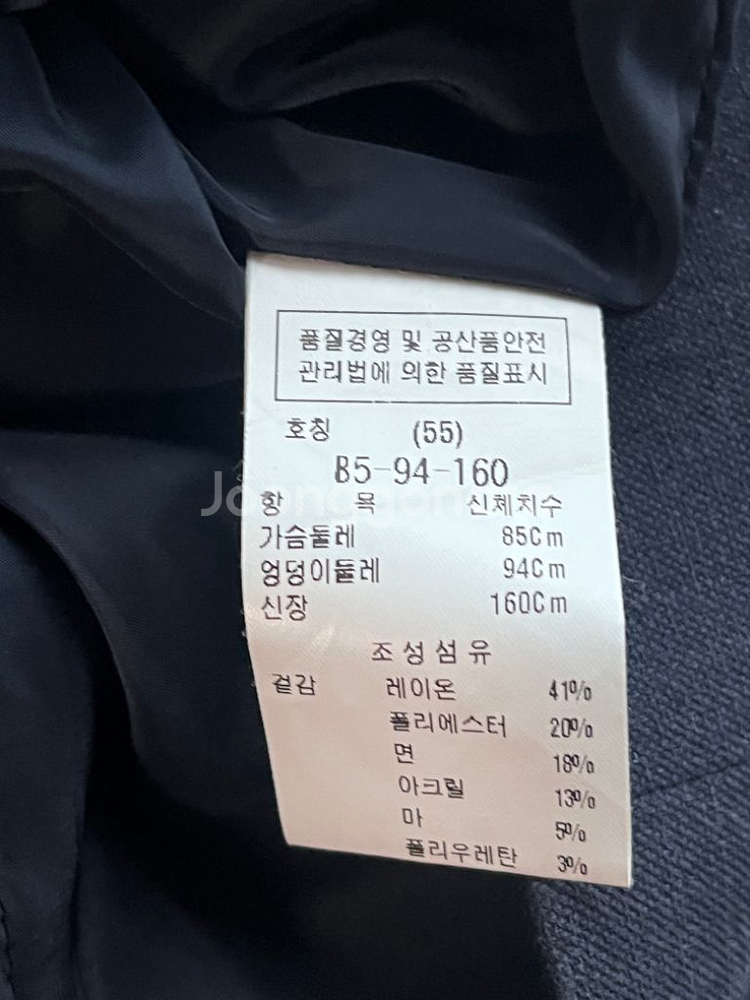 품질경영 및 공산품안전
관리법에 의한 품질표시
호칭 (55)
85-94-160
항 목 신체치수
가슴둘레 85Cm
엉덩이둘레 94Cm
신장 160Cm
조성섬유
겉감 레이온 41%
폴리에스터 20%
면 18%
아크릴 13%
마 5%
폴리우레탄 3%